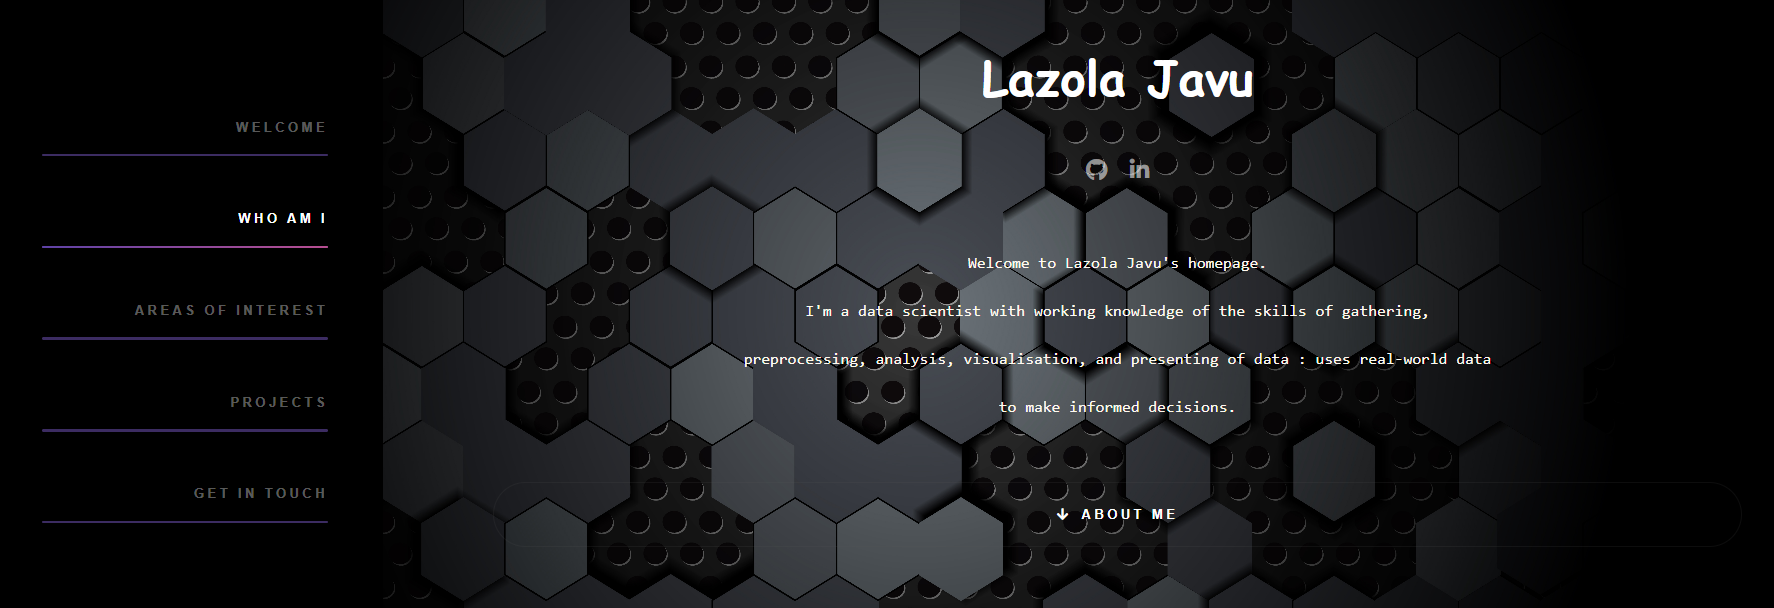 WELCOME
WHO AM I
AREAS OF INTEREST
PROJECTS
GET IN TOUCH
Lazola Javu
in
Welcome to Lazola Javu's homepage.
I'm a data scientist with working knowledge of the skills of gathering,
preprocessing, analysis, visualisation, and presenting of data : uses real-world data
to make informed decisions.
ABOUT ME